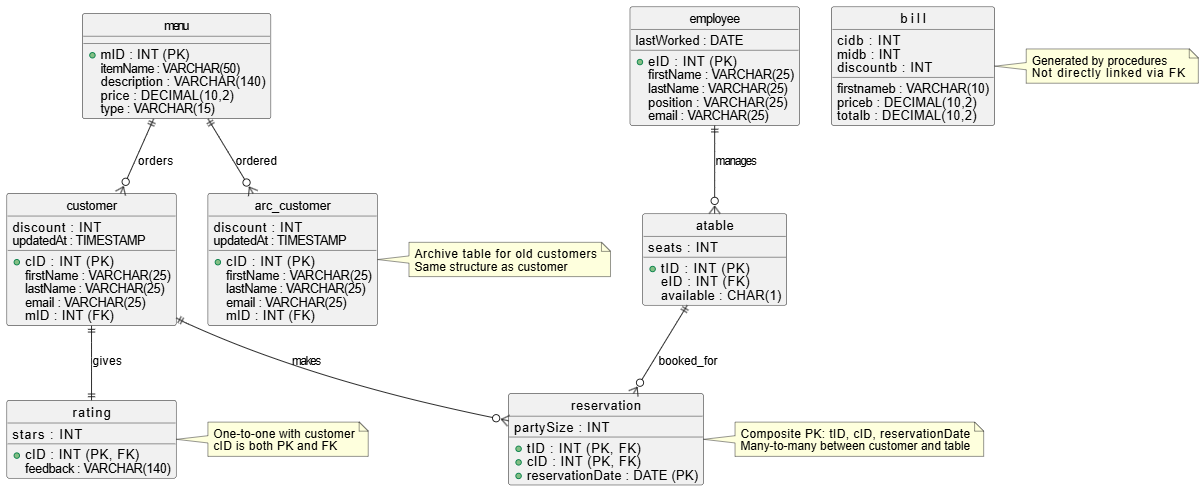 menu
mID : INT (PK)
itemName : VARCHAR(50)
description : VARCHAR(140)
price : DECIMAL(10,2)
type : VARCHAR(15)
employee
lastWorked : DATE
eID : INT (PK)
firstName : VARCHAR(25)
lastName : VARCHAR(25)
position : VARCHAR(25)
email : VARCHAR(25)
bill
cidb : INT
midb : INT
discountb : INT
firstnameb : VARCHAR(10)
priceb : DECIMAL(10,2)
totalb : DECIMAL(10,2)
Generated by procedures
Not directly linked via FK
orders
ordered
manages
customer
discount : INT
updatedAt : TIMESTAMP
cID : INT (PK)
firstName : VARCHAR(25)
lastName : VARCHAR(25)
email : VARCHAR(25)
mID : INT (FK)
arc_customer
discount : INT
updatedAt : TIMESTAMP
cID : INT (PK)
firstName : VARCHAR(25)
lastName : VARCHAR(25)
email : VARCHAR(25)
mID : INT (FK)
Archive table for old customers
Same structure as customer
atable
seats : INT
tID : INT (PK)
eID : INT (FK)
available : CHAR(1)
gives
makes
booked_for
rating
stars : INT
cID : INT (PK, FK)
feedback : VARCHAR(140)
One-to-one with customer
cID is both PK and FK
reservation
partySize : INT
tID : INT (PK, FK)
cID : INT (PK, FK)
reservationDate : DATE (PK)
Composite PK: tID, cID, reservationDate
Many-to-many between customer and table